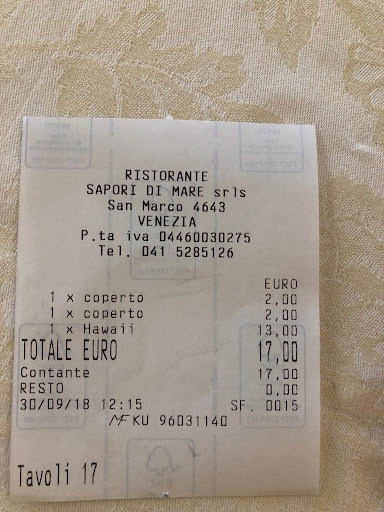 RISTORANTE
SAPORI DI MARE srls
San Marco 4643
VENEZIA
P.ta iva 04460030275
Tel. 041 5285126
EURO
1 x coperto 2,00
1 x coperto 2,00
1 x Hawaii 13,00
TOTALE EURO 17,00
Contante 17,00
RESTO 0,00
30/09/18 12:15 SF. 0015
MF KU 96031140
Tavoli 17